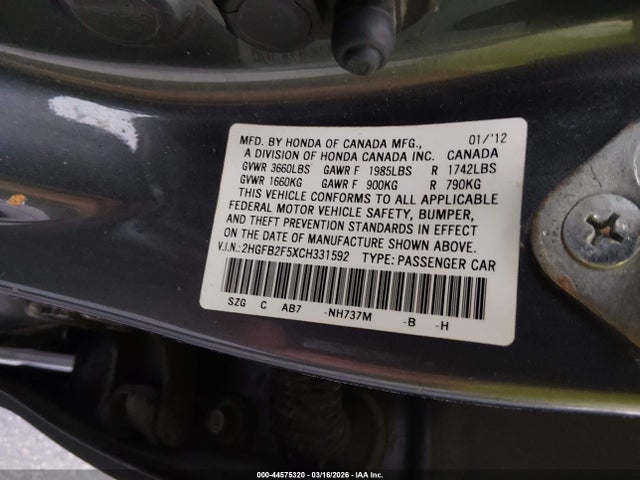 MFD. BY HONDA OF CANADA MFG., 01/'12
A DIVISION OF HONDA CANADA INC. CANADA
GVWR 3660LBS GAWR F 1985LBS R 1742LBS
GVWR 1660KG GAWR F 900KG R 790KG
THIS VEHICLE CONFORMS TO ALL APPLICABLE
FEDERAL MOTOR VEHICLE SAFETY, BUMPER,
AND THEFT PREVENTION STANDARDS IN EFFECT
ON THE DATE OF MANUFACTURE SHOWN ABOVE.
V.I.N.:2HGFB2F5XCH331592 TYPE: PASSENGER CAR
SZG C AB7 -NH737M -B -H
000-44575320 — 03/16/2026 — IAA Inc.